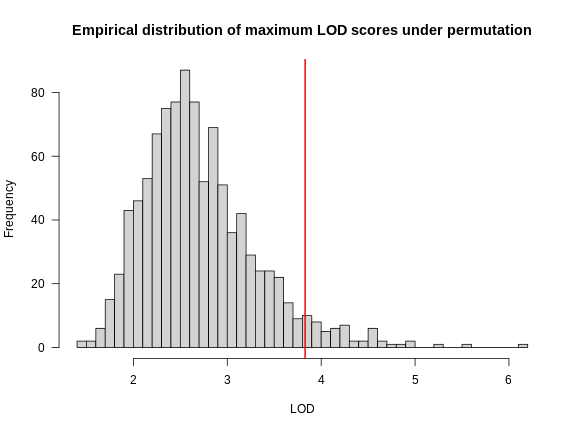 Empirical distribution of maximum LOD scores under permutation
Frequency
80
60
40
20
0
2 3 4 5 6
LOD